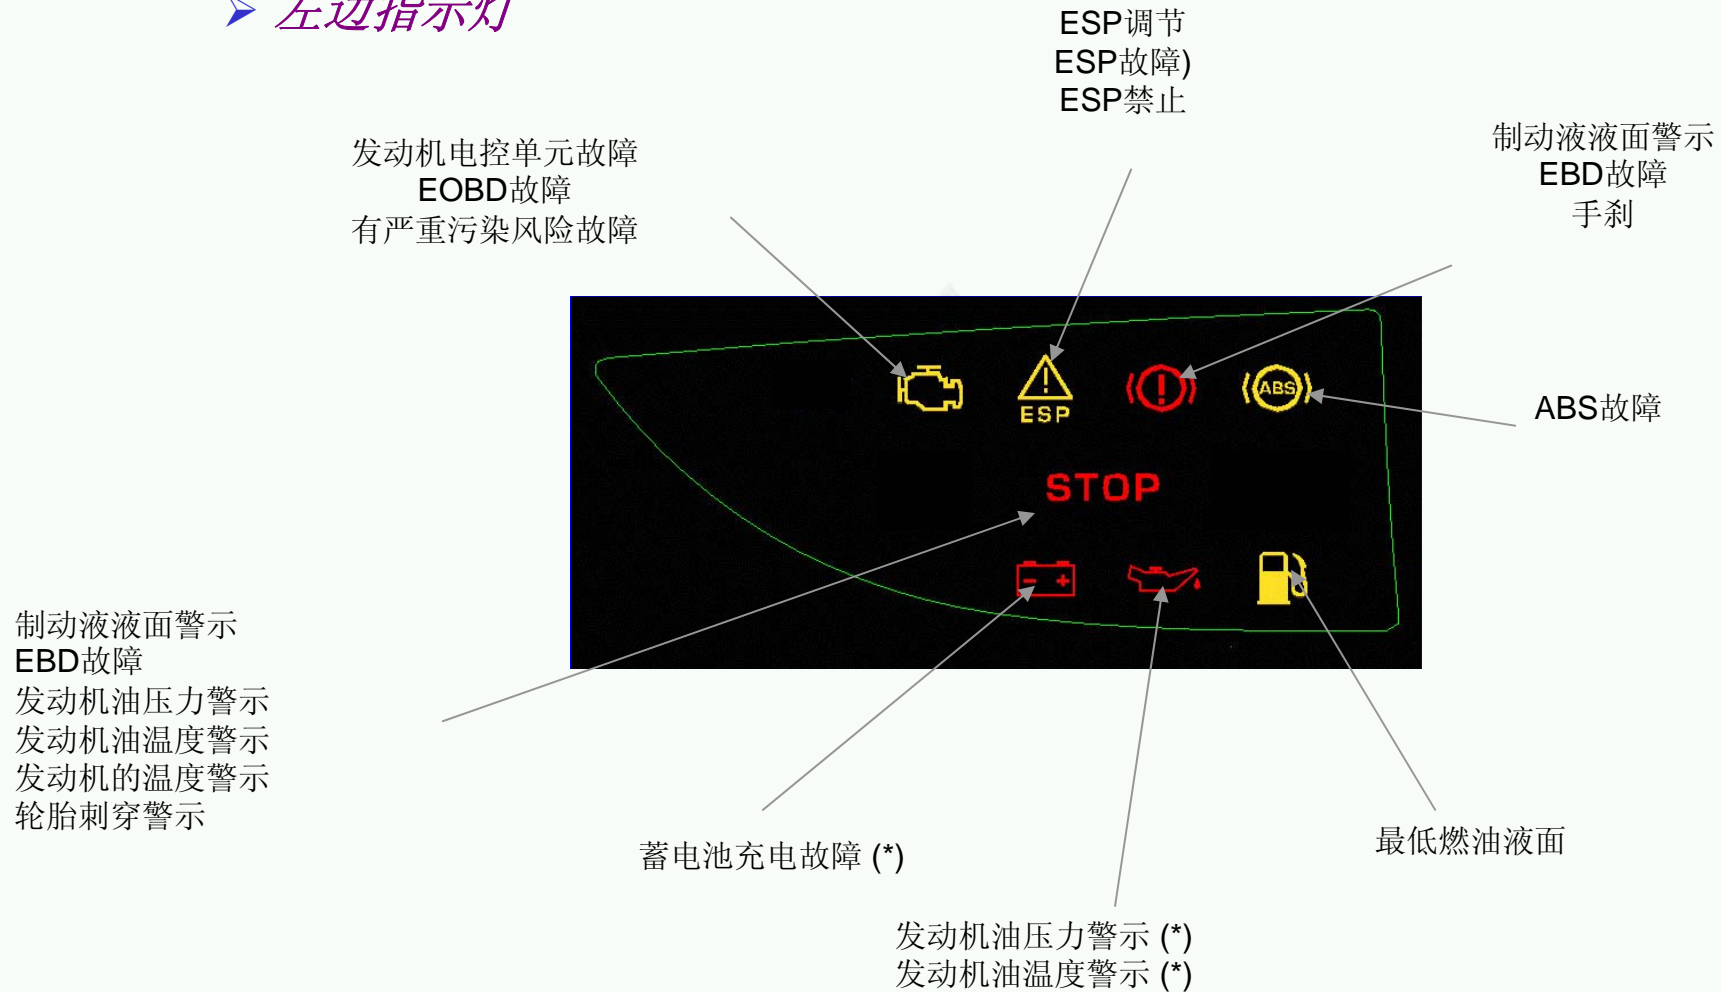 左边指示灯
ESP调节
ESP故障)
ESP禁止
发动机电控单元故障
EOBD故障
有严重污染风险故障
制动液液面警示
EBD故障
手刹
ESP
ABS
ABS故障
STOP
制动液液面警示
EBD故障
发动机油压力警示
发动机油温度警示
发动机的温度警示
轮胎刺穿警示
蓄电池充电故障 (*)
最低燃油液面
发动机油压力警示 (*)
发动机油温度警示 (*)